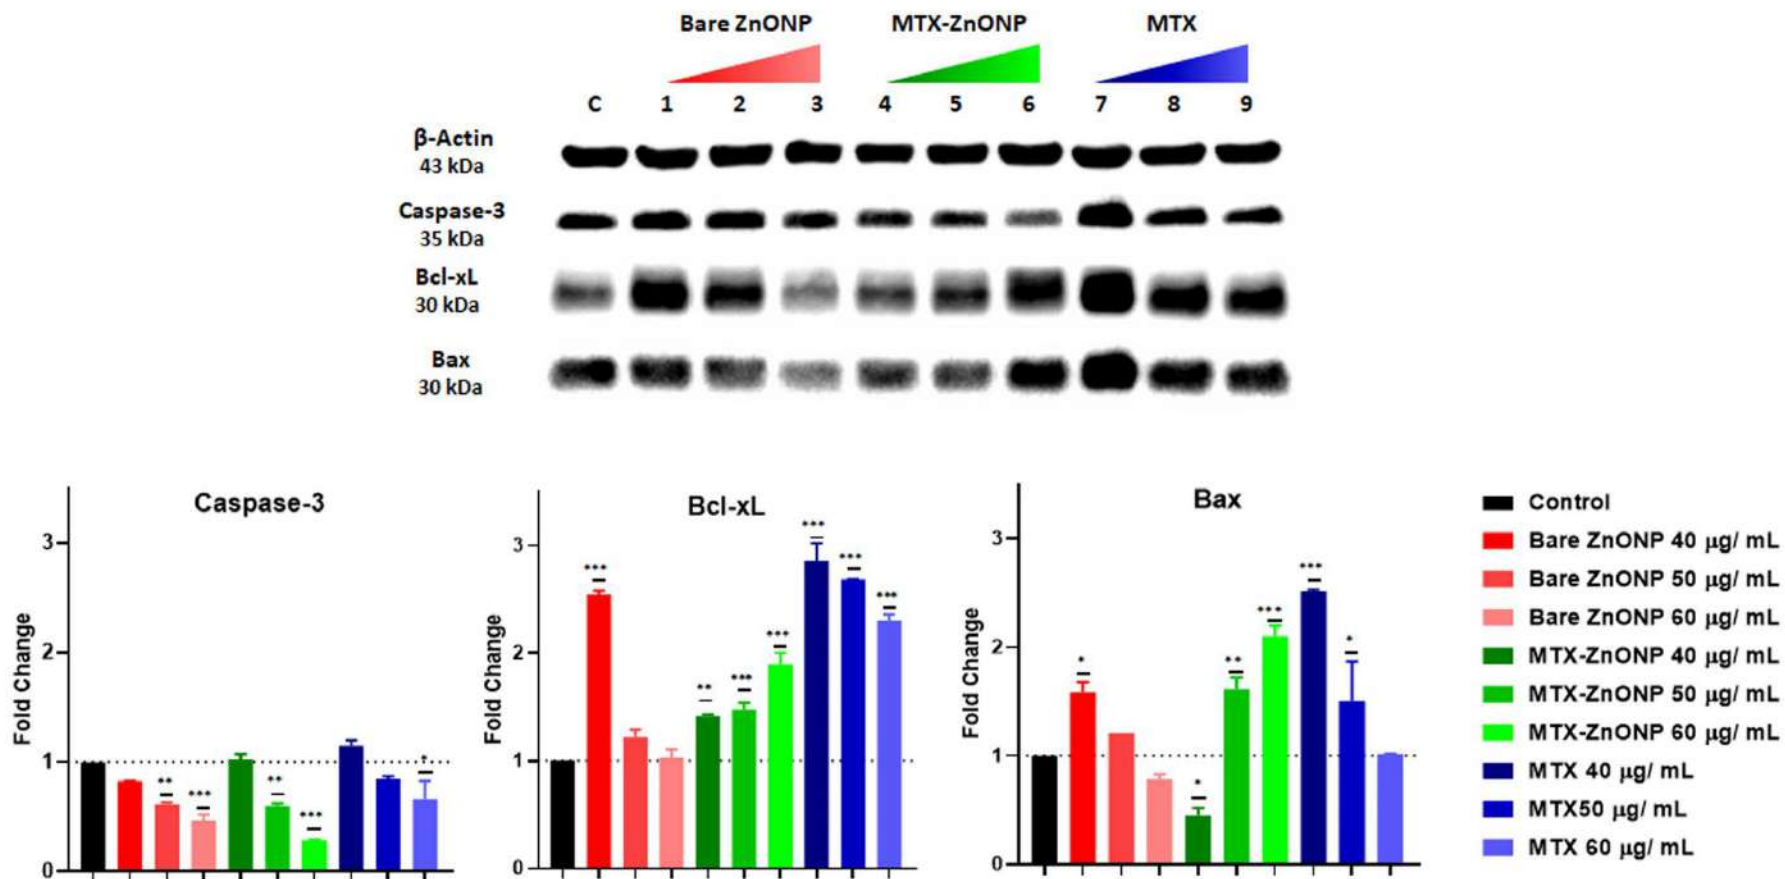 Bare ZnONP MTX-ZnONP MTX
C 1 2 3 4 5 6 7 8 9
β-Actin
43 kDa
Caspase-3
35 kDa
Bcl-xL
30 kDa
Bax
30 kDa
Caspase-3
Fold Change
3
2
1
0
** *** ** *** *
Bcl-xL
Fold Change
3
2
1
0
*** ** *** *** *** *** ***
Bax
Fold Change
3
2
1
0
* * ** *** *** *
Control
Bare ZnONP 40 µg/ mL
Bare ZnONP 50 µg/ mL
Bare ZnONP 60 µg/ mL
MTX-ZnONP 40 µg/ mL
MTX-ZnONP 50 µg/ mL
MTX-ZnONP 60 µg/ mL
MTX 40 µg/ mL
MTX50 µg/ mL
MTX 60 µg/ mL